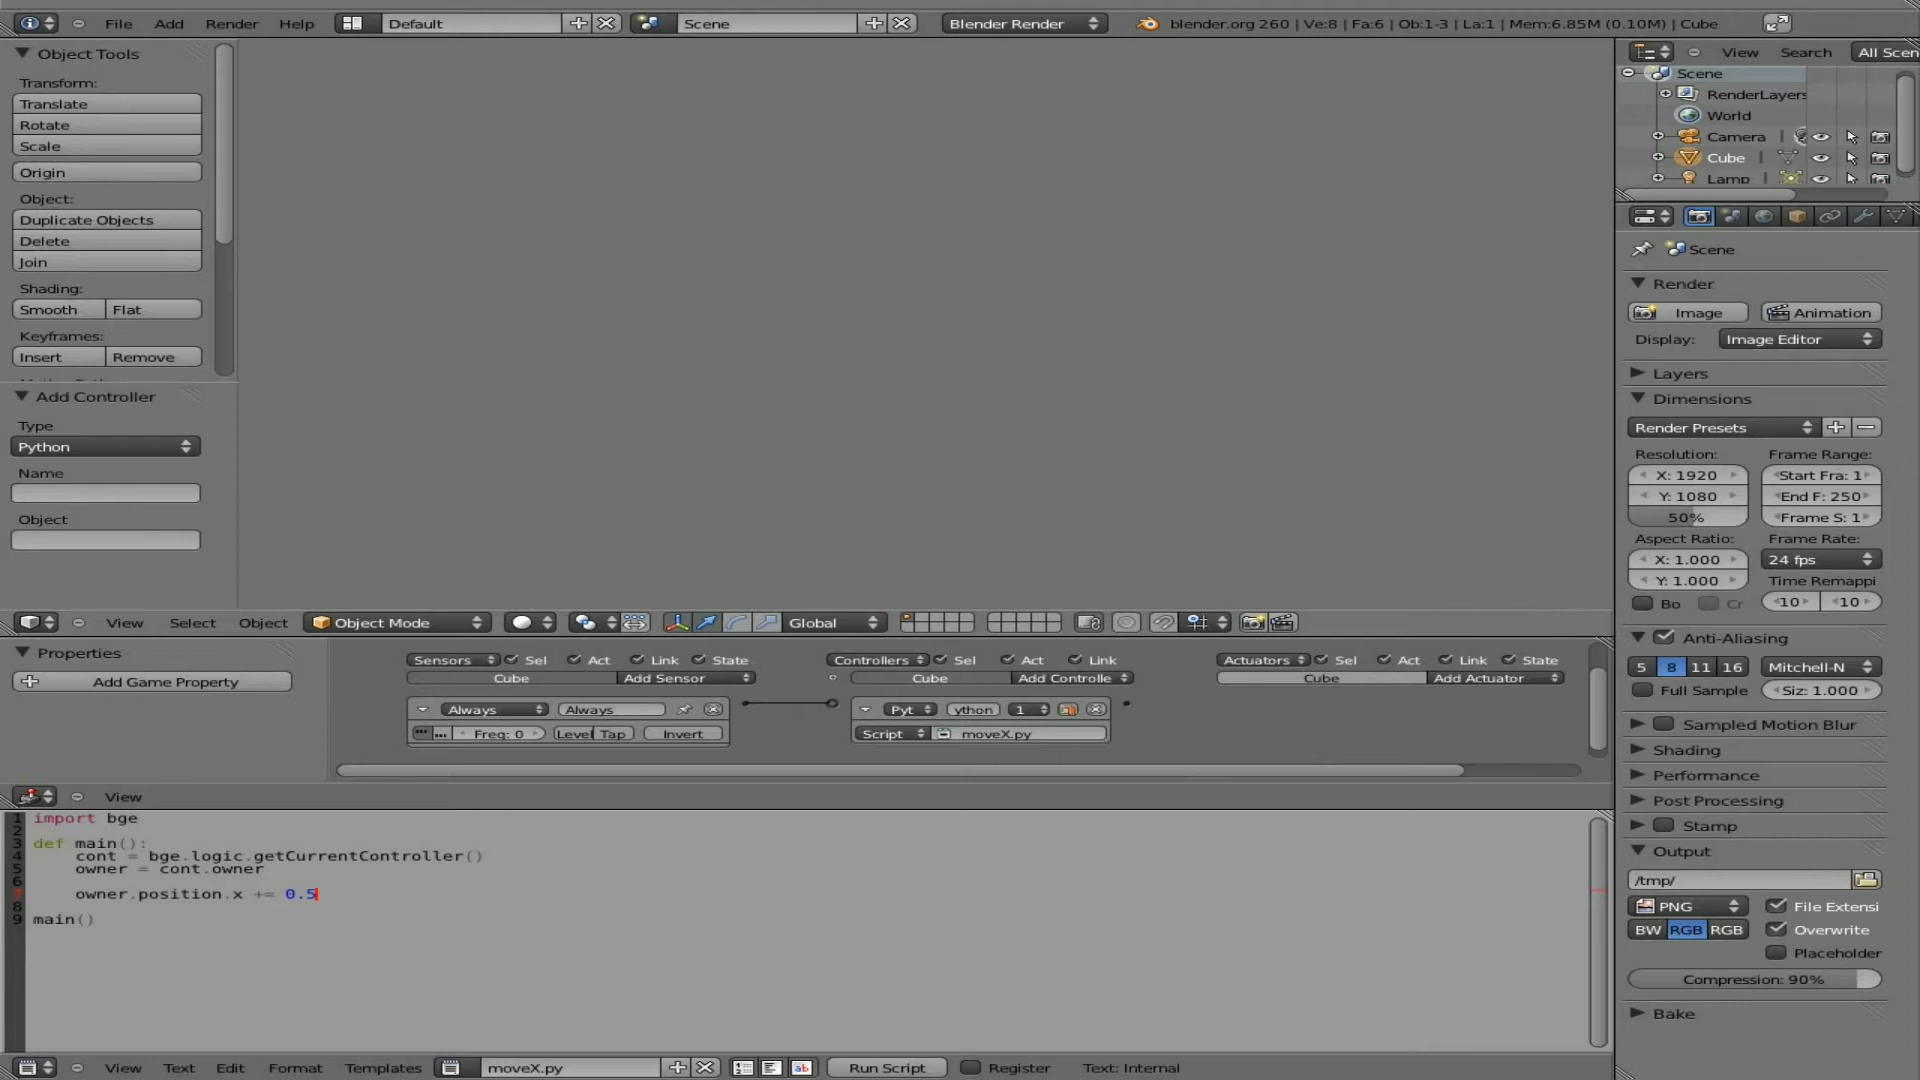 File Add Render Help Default Scene Blender Render blender.org 260 | Ve:8 | Fa:6 | Ob:1-3 | La:1 | Mem:6.85M (0.10M) | Cube
Object Tools
Transform:
Translate
Rotate
Scale
Origin
Object:
Duplicate Objects
Delete
Join
Shading:
Smooth Flat
Keyframes:
Insert Remove
Add Controller
Type
Python
Name
Object
View Select Object Object Mode Global
Properties
Add Game Property
Sensors Sel Act Link State
Cube Add Sensor
Always Always
Freq: 0 Level Tap Invert
Controllers Sel Act Link
Cube Add Controlle
Pyt ython 1
Script moveX.py
Actuators Sel Act Link State
Cube Add Actuator
View
1 import bge
2
3 def main():
4 cont = bge.logic.getCurrentController()
5 owner = cont.owner
6
7 owner.position.x += 0.5
8
9 main()
View Text Edit Format Templates moveX.py Run Script Register Text: Internal
View Search All Scen
Scene
RenderLayers
World
Camera
Cube
Lamp
Scene
Render
Image Animation
Display: Image Editor
Layers
Dimensions
Render Presets
Resolution: Frame Range:
X: 1920 Start Fra: 1
Y: 1080 End F: 250
50% Frame S: 1
Aspect Ratio: Frame Rate:
X: 1.000 24 fps
Y: 1.000 Time Remappi
Bo Cr 10 10
Anti-Aliasing
5 8 11 16 Mitchell-N
Full Sample Siz: 1.000
Sampled Motion Blur
Shading
Performance
Post Processing
Stamp
Output
/tmp/
PNG File Extensi
BW RGB RGB Overwrite
Placeholder
Compression: 90%
Bake